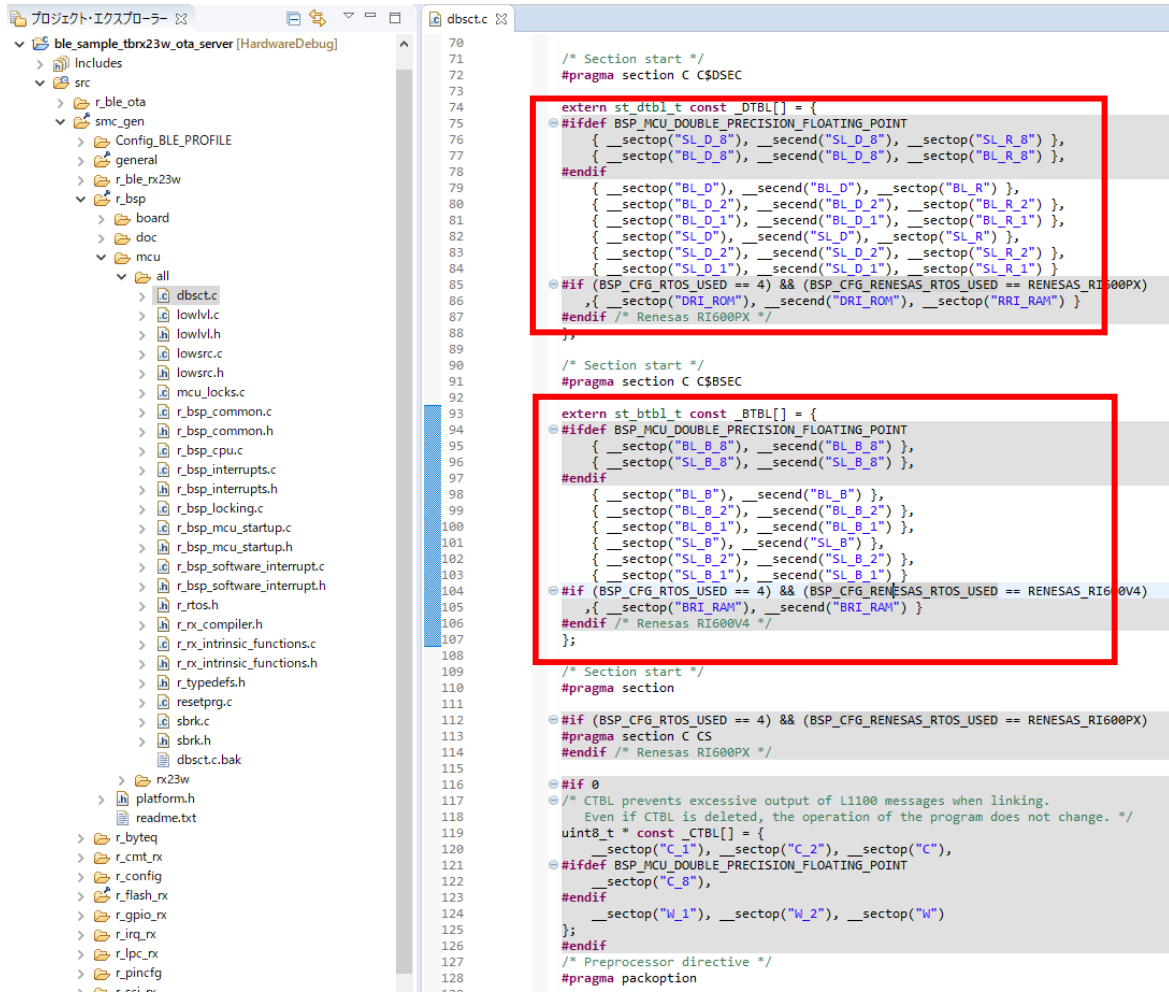 プロジェクト・エクスプローラー
ble_sample_tbrx23w_ota_server [HardwareDebug]
Includes
src
r_ble_ota
smc_gen
Config_BLE_PROFILE
general
r_ble_rx23w
r_bsp
board
doc
mcu
all
dbsct.c
lowlvl.c
lowlvl.h
lowsrc.c
lowsrc.h
mcu_locks.c
r_bsp_common.c
r_bsp_common.h
r_bsp_cpu.c
r_bsp_interrupts.c
r_bsp_interrupts.h
r_bsp_locking.c
r_bsp_mcu_startup.c
r_bsp_mcu_startup.h
r_bsp_software_interrupt.c
r_bsp_software_interrupt.h
r_rtos.h
r_rx_compiler.h
r_rx_intrinsic_functions.c
r_rx_intrinsic_functions.h
r_typedefs.h
resetprg.c
sbrk.c
sbrk.h
dbsct.c.bak
rx23w
platform.h
readme.txt
r_byteq
r_cmt_rx
r_config
r_flash_rx
r_gpio_rx
r_irq_rx
r_lpc_rx
r_pincfg
dbsct.c
70
71 /* Section start */
72 #pragma section C C$DSEC
73
74 extern st_dtbl_t const _DTBL[] = {
75 #ifdef BSP_MCU_DOUBLE_PRECISION_FLOATING_POINT
76 { __sectop("SL_D_8"), __secend("SL_D_8"), __sectop("SL_R_8") },
77 { __sectop("BL_D_8"), __secend("BL_D_8"), __sectop("BL_R_8") },
78 #endif
79 { __sectop("BL_D"), __secend("BL_D"), __sectop("BL_R") },
80 { __sectop("BL_D_2"), __secend("BL_D_2"), __sectop("BL_R_2") },
81 { __sectop("BL_D_1"), __secend("BL_D_1"), __sectop("BL_R_1") },
82 { __sectop("SL_D"), __secend("SL_D"), __sectop("SL_R") },
83 { __sectop("SL_D_2"), __secend("SL_D_2"), __sectop("SL_R_2") },
84 { __sectop("SL_D_1"), __secend("SL_D_1"), __sectop("SL_R_1") }
85 #if (BSP_CFG_RTOS_USED == 4) && (BSP_CFG_RENESAS_RTOS_USED == RENESAS_RI600PX)
86 ,{ __sectop("DRI_ROM"), __secend("DRI_ROM"), __sectop("RRI_RAM") }
87 #endif /* Renesas RI600PX */
88 };
89
90 /* Section start */
91 #pragma section C C$BSEC
92
93 extern st_btbl_t const _BTBL[] = {
94 #ifdef BSP_MCU_DOUBLE_PRECISION_FLOATING_POINT
95 { __sectop("BL_B_8"), __secend("BL_B_8") },
96 { __sectop("SL_B_8"), __secend("SL_B_8") },
97 #endif
98 { __sectop("BL_B"), __secend("BL_B") },
99 { __sectop("BL_B_2"), __secend("BL_B_2") },
100 { __sectop("BL_B_1"), __secend("BL_B_1") },
101 { __sectop("SL_B"), __secend("SL_B") },
102 { __sectop("SL_B_2"), __secend("SL_B_2") },
103 { __sectop("SL_B_1"), __secend("SL_B_1") }
104 #if (BSP_CFG_RTOS_USED == 4) && (BSP_CFG_RENESAS_RTOS_USED == RENESAS_RI600V4)
105 ,{ __sectop("BRI_RAM"), __secend("BRI_RAM") }
106 #endif /* Renesas RI600V4 */
107 };
108
109 /* Section start */
110 #pragma section
111
112 #if (BSP_CFG_RTOS_USED == 4) && (BSP_CFG_RENESAS_RTOS_USED == RENESAS_RI600PX)
113 #pragma section C CS
114 #endif /* Renesas RI600PX */
115
116 #if 0
117 /* CTBL prevents excessive output of L1100 messages when linking.
118 Even if CTBL is deleted, the operation of the program does not change. */
119 uint8_t * const _CTBL[] = {
120 __sectop("C_1"), __sectop("C_2"), __sectop("C"),
121 #ifdef BSP_MCU_DOUBLE_PRECISION_FLOATING_POINT
122 __sectop("C_8"),
123 #endif
124 __sectop("W_1"), __sectop("W_2"), __sectop("W")
125 };
126 #endif
127 /* Preprocessor directive */
128 #pragma packoption